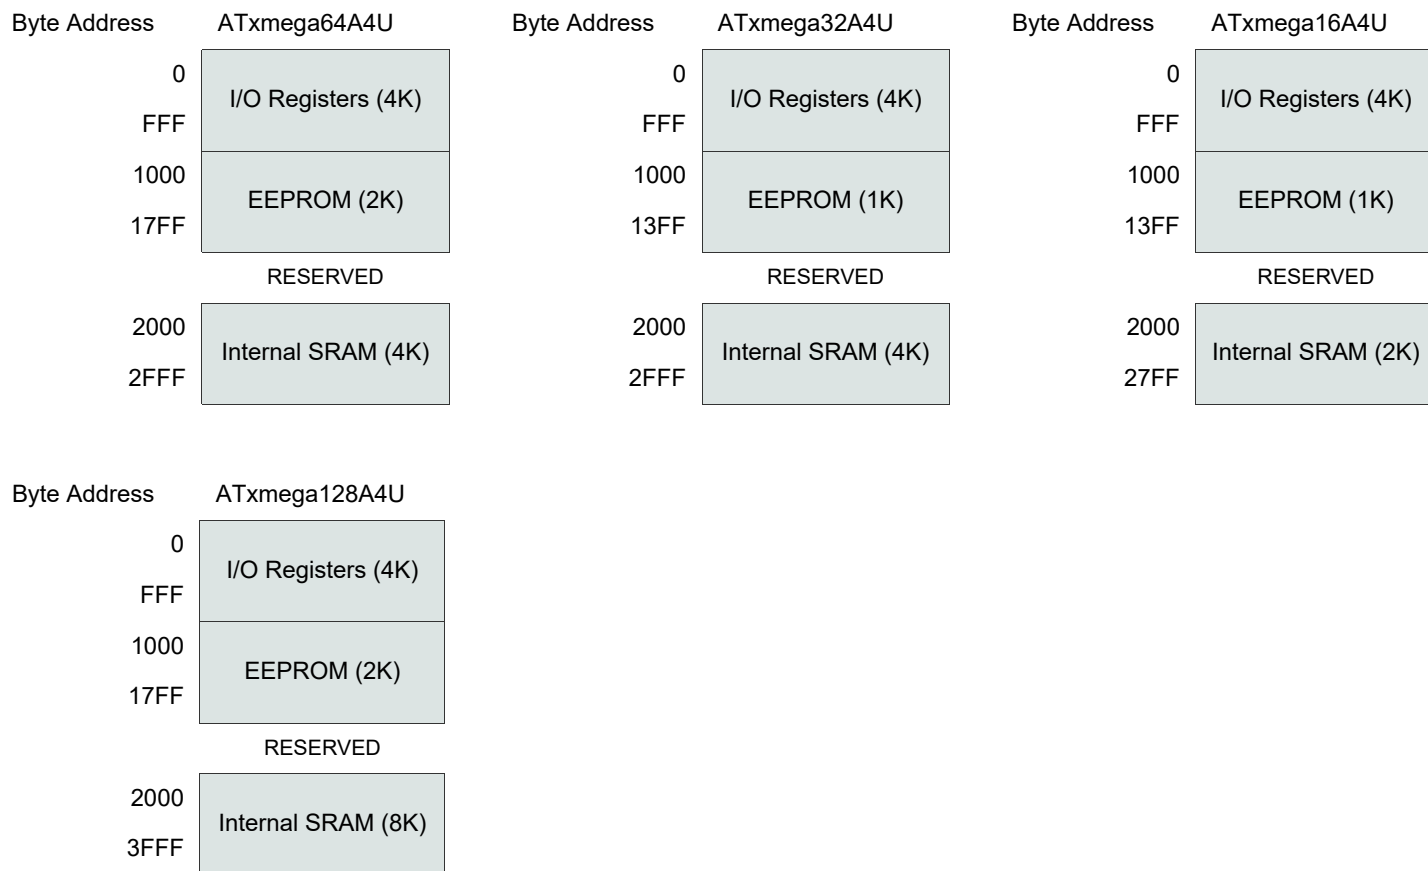 Byte Address ATxmega64A4U
0
I/O Registers (4K)
FFF
1000
EEPROM (2K)
17FF
RESERVED
2000
Internal SRAM (4K)
2FFF
Byte Address ATxmega32A4U
0
I/O Registers (4K)
FFF
1000
EEPROM (1K)
13FF
RESERVED
2000
Internal SRAM (4K)
2FFF
Byte Address ATxmega16A4U
0
I/O Registers (4K)
FFF
1000
EEPROM (1K)
13FF
RESERVED
2000
Internal SRAM (2K)
27FF
Byte Address ATxmega128A4U
0
I/O Registers (4K)
FFF
1000
EEPROM (2K)
17FF
RESERVED
2000
Internal SRAM (8K)
3FFF